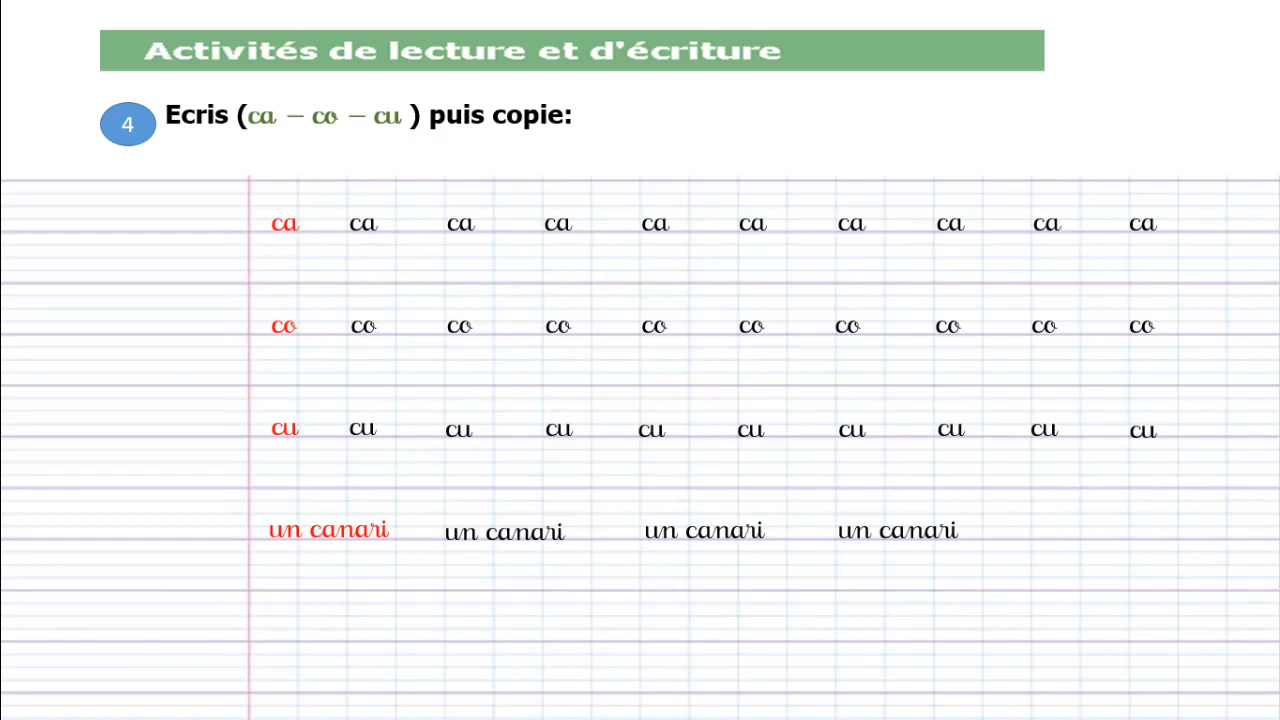 Activités de lecture et d'écriture
4 Ecris (ca – co – cu ) puis copie:
ca ca ca ca ca ca ca ca ca ca
co co co co co co co co co co
cu cu cu cu cu cu cu cu cu cu
un canari un canari un canari un canari